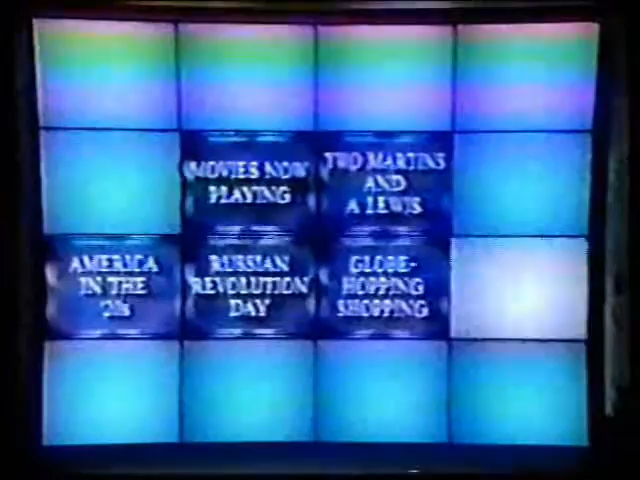 MOVIES NOW
PLAYING
TWO MARTINS
AND
A LEWIS
AMERICA
IN THE
'20s
RUSSIAN
REVOLUTION
DAY
GLOBE-
HOPPING
SHOPPING